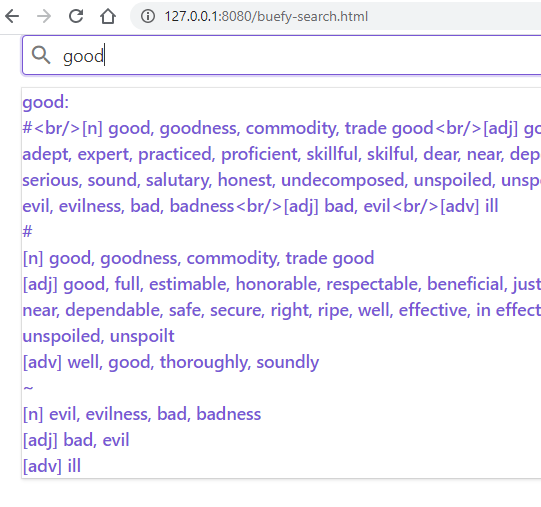 127.0.0.1:8080/buefy-search.html
good
good:
#<br/>[n] good, goodness, commodity, trade good<br/>[adj] go
adept, expert, practiced, proficient, skillful, skilful, dear, near, dep
serious, sound, salutary, honest, undecomposed, unspoiled, unsp
evil, evilness, bad, badness<br/>[adj] bad, evil<br/>[adv] ill
#
[n] good, goodness, commodity, trade good
[adj] good, full, estimable, honorable, respectable, beneficial, just
near, dependable, safe, secure, right, ripe, well, effective, in effect
unspoiled, unspoilt
[adv] well, good, thoroughly, soundly
~
[n] evil, evilness, bad, badness
[adj] bad, evil
[adv] ill